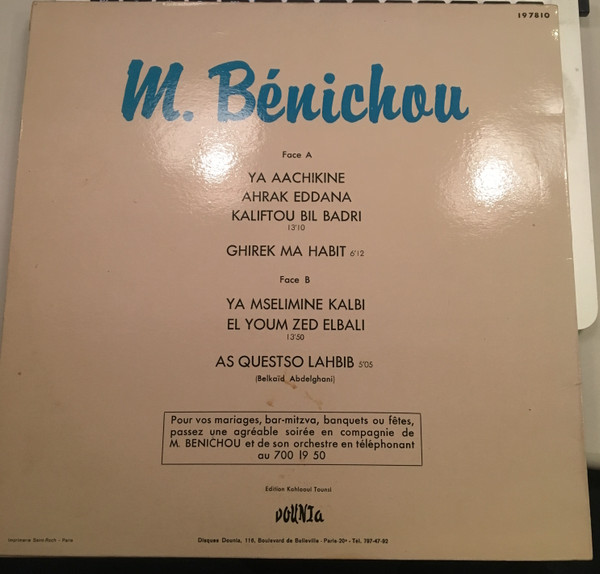 197810
M. Bénichou
Face A
YA AACHIKINE
AHRAK EDDANA
KALIFTOU BIL BADRI
13'10
GHIREK MA HABIT 6'12
Face B
YA MSELIMINE KALBI
EL YOUM ZED ELBALI
13'50
AS QUESTSO LAHBIB 5'05
(Belkaïd Abdelghani)
Pour vos mariages, bar-mitzva, banquets ou fêtes,
passez une agréable soirée en compagnie de
M. BENICHOU et de son orchestre en téléphonant
au 700 19 50
Edition Kahlaoui Tounsi
DOUNIa
Imprimerie Saint-Roch - Paris
Disques Dounia, 116, Boulevard de Belleville - Paris 20e - Tél. 797-47-92